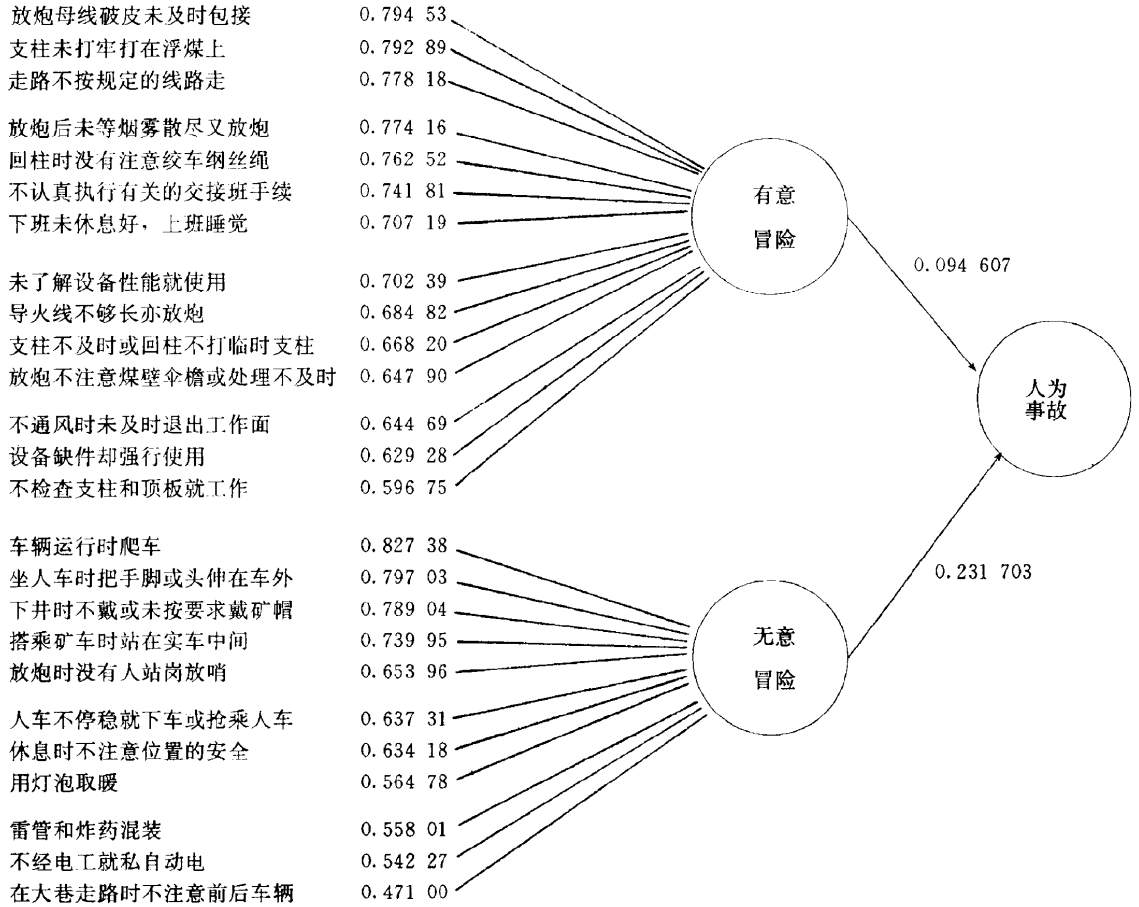 放炮母线破皮未及时包接 0.794 53
支柱未打牢打在浮煤上 0.792 89
走路不按规定的线路走 0.778 18
放炮后未等烟雾散尽又放炮 0.774 16
回柱时没有注意绞车纲丝绳 0.762 52
不认真执行有关的交接班手续 0.741 81
下班未休息好，上班睡觉 0.707 19
未了解设备性能就使用 0.702 39
导火线不够长亦放炮 0.684 82
支柱不及时或回柱不打临时支柱 0.668 20
放炮不注意煤壁伞檐或处理不及时 0.647 90
不通风时未及时退出工作面 0.644 69
设备缺件却强行使用 0.629 28
不检查支柱和顶板就工作 0.596 75
有意
冒险
0.094 607
人为
事故
车辆运行时爬车 0.827 38
坐人车时把手脚或头伸在车外 0.797 03
下井时不戴或未按要求戴矿帽 0.789 04
搭乘矿车时站在实车中间 0.739 95
放炮时没有人站岗放哨 0.653 96
人车不停稳就下车或抢乘人车 0.637 31
休息时不注意位置的安全 0.634 18
用灯泡取暖 0.564 78
雷管和炸药混装 0.558 01
不经电工就私自动电 0.542 27
在大巷走路时不注意前后车辆 0.471 00
无意
冒险
0.231 703